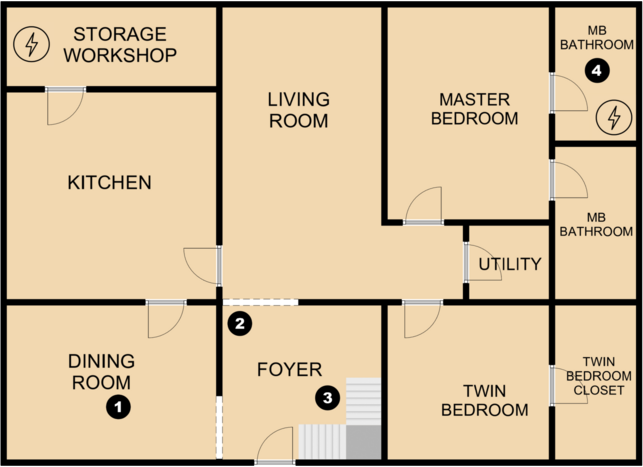 STORAGE
WORKSHOP
LIVING
ROOM
MASTER
BEDROOM
MB
BATHROOM
4
KITCHEN
MB
BATHROOM
UTILITY
2
DINING
ROOM
1
FOYER
3
TWIN
BEDROOM
TWIN
BEDROOM
CLOSET